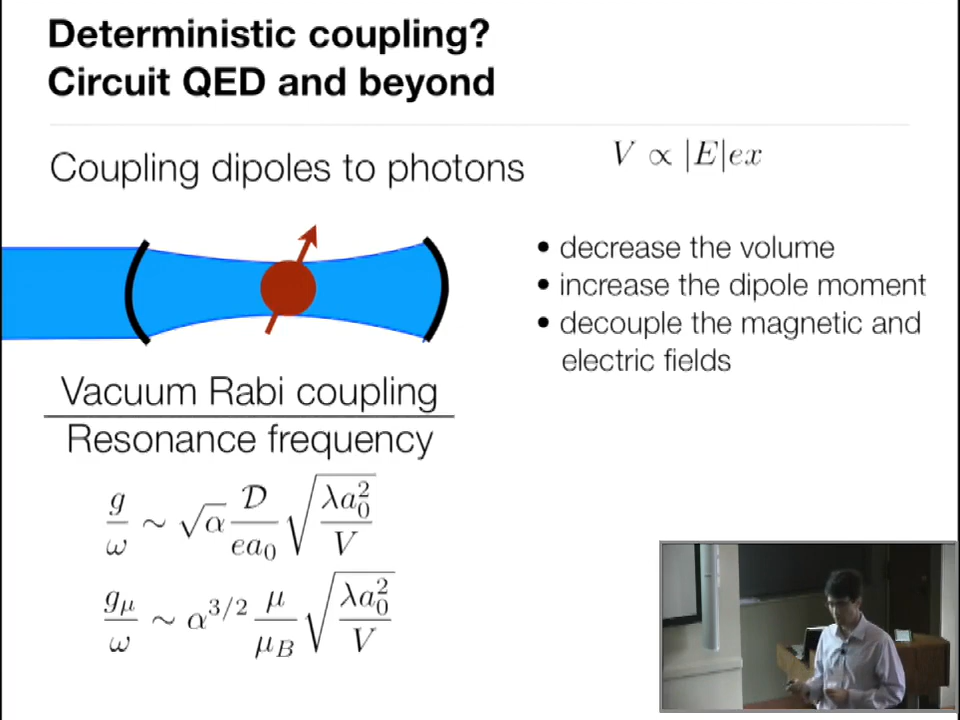 Deterministic coupling?
Circuit QED and beyond
Coupling dipoles to photons
V ∝ |E|ex
• decrease the volume
• increase the dipole moment
• decouple the magnetic and
electric fields
Vacuum Rabi coupling
Resonance frequency
g/ω ~ √α 𝒟/(ea₀) √(λa₀²/V)
g_μ/ω ~ α^{3/2} μ/μ_B √(λa₀²/V)